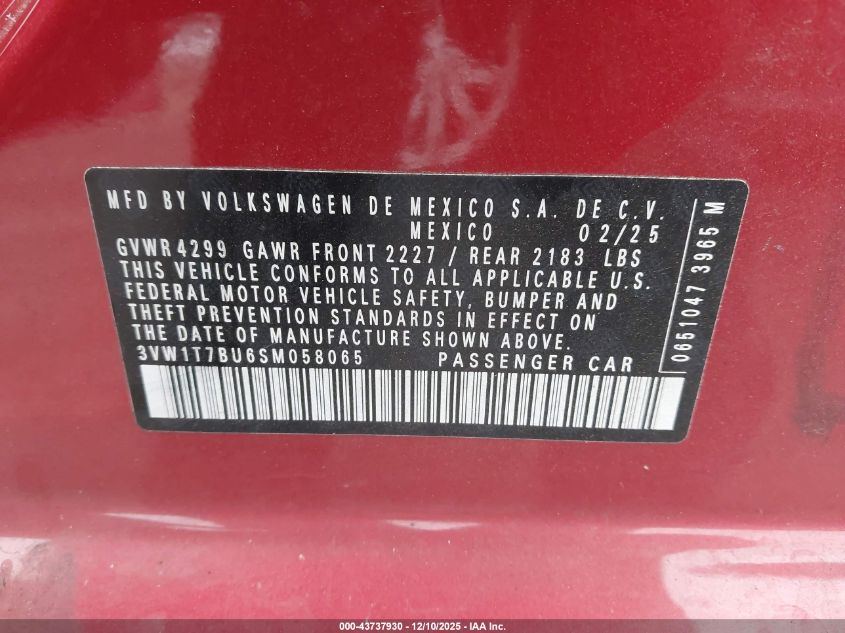 MFD BY VOLKSWAGEN DE MEXICO S.A. DE C.V.
MEXICO 02/25
GVWR 4299 GAWR FRONT 2227 / REAR 2183 LBS
THIS VEHICLE CONFORMS TO ALL APPLICABLE U.S.
FEDERAL MOTOR VEHICLE SAFETY, BUMPER AND
THEFT PREVENTION STANDARDS IN EFFECT ON
THE DATE OF MANUFACTURE SHOWN ABOVE.
3VW1T7BU6SM058065 PASSENGER CAR
0651047 3965 M
000-43737930 - 12/10/2025 - IAA Inc.